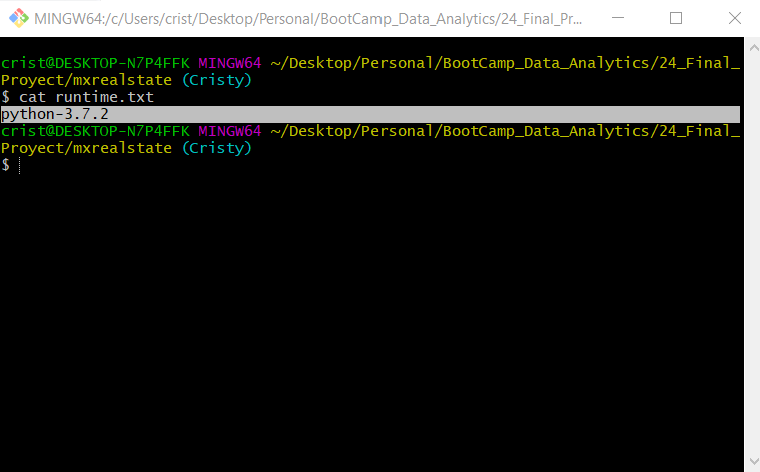 MINGW64:/c/Users/crist/Desktop/Personal/BootCamp_Data_Analytics/24_Final_Pr...
crist@DESKTOP-N7P4FFK MINGW64 ~/Desktop/Personal/BootCamp_Data_Analytics/24_Final_
Proyect/mxrealstate (Cristy)
$ cat runtime.txt
python-3.7.2
crist@DESKTOP-N7P4FFK MINGW64 ~/Desktop/Personal/BootCamp_Data_Analytics/24_Final_
Proyect/mxrealstate (Cristy)
$